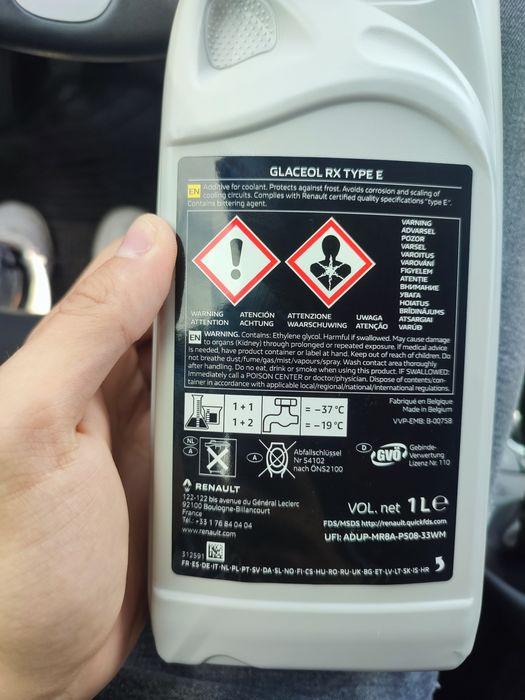 GLACEOL RX TYPE E
EN Additive for coolant. Protects against frost. Avoids corrosion and scaling of
cooling circuits. Complies with Renault certified quality specifications "type E".
Contains bittering agent.
WARNING
ADVARSEL
POZOR
VARSEL
VAROITUS
VAROVÁNÍ
FIGYELEM
ATENȚIE
ВНИМАНИЕ
УВАГА
HOIATUS
BRĪDINĀJUMS
ATSARGIAI
VARÚÐ
WARNING ATENCIÓN ATTENZIONE UWAGA
ATTENTION ACHTUNG WAARSCHUWING ATENÇÃO
EN WARNING. Contains: Ethylene glycol. Harmful if swallowed. May cause damage
to organs (Kidney) through prolonged or repeated exposure. If medical advice
is needed, have product container or label at hand. Keep out of reach of children. Do
not breathe dust/fume/gas/mist/vapours/spray. Wash contact area thoroughly
after handling. Do no eat, drink or smoke when using this product. IF SWALLOWED:
Immediately call a POISON CENTER or doctor/physician. Dispose of contents/con-
tainer in accordance with applicable local/regional/national/international regulations.
1 + 1 = -37 °C
1 + 2 = -19 °C
Fabriqué en Belgique
Made in Belgium
VVP-EMB: B-00758
NL
A
A
Abfallschlüssel
Nr 54102
nach ÖNS2100
D
GVÖ
Gebinde-
Verwertung
Lizenz Nr: 110
RENAULT
122-122 bis avenue du Général Leclerc
92100 Boulogne-Billancourt
France
Tél.: +33 1 76 84 04 04
www.renault.com
VOL. net 1 L e
FDS/MSDS http://renault.quickfds.com
UFI: ADUP-MR8A-P508-33WM
312591
FR·ES·DE·IT·NL·PL·PT·SV·DA·SL·NO·FI·CS·HU·RO·RU·UK·BG·ET·LV·LT·SK·IS·HR